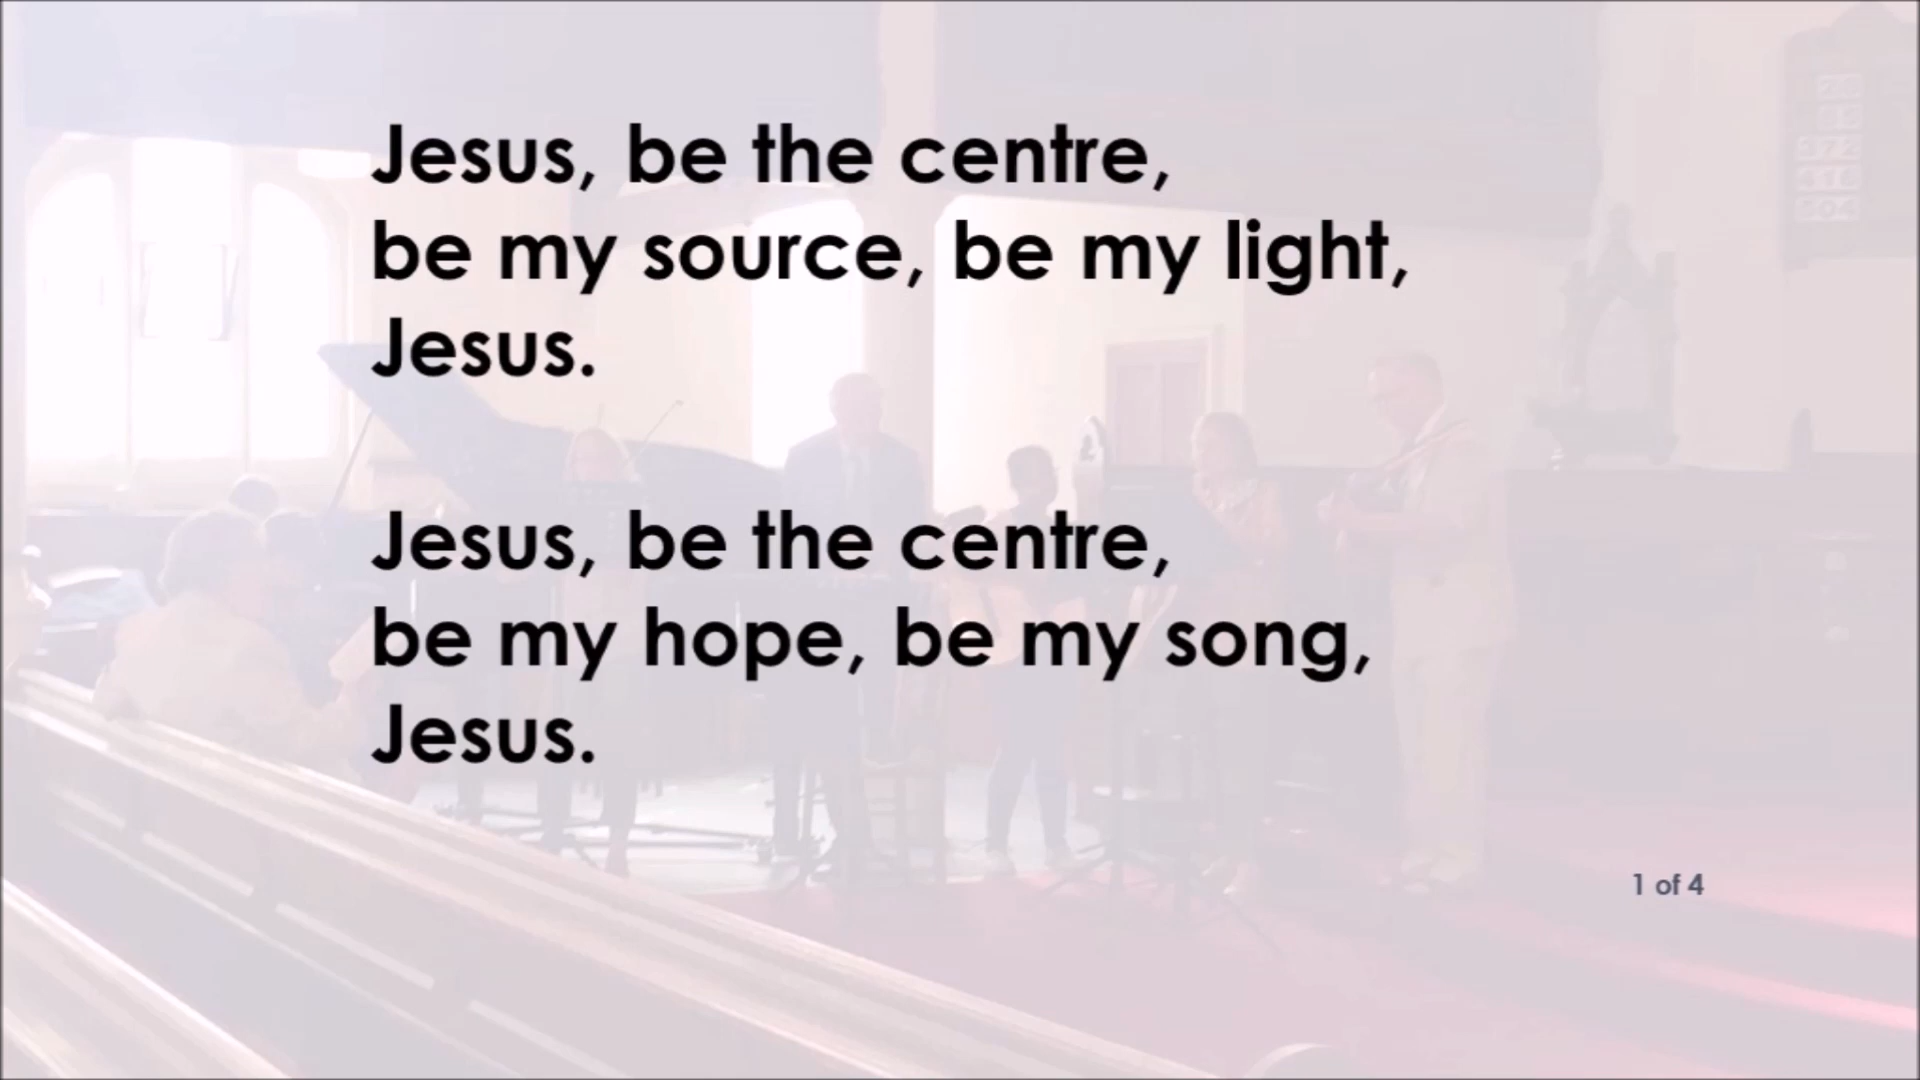 Jesus, be the centre,
be my source, be my light,
Jesus.
Jesus, be the centre,
be my hope, be my song,
Jesus.
1 of 4